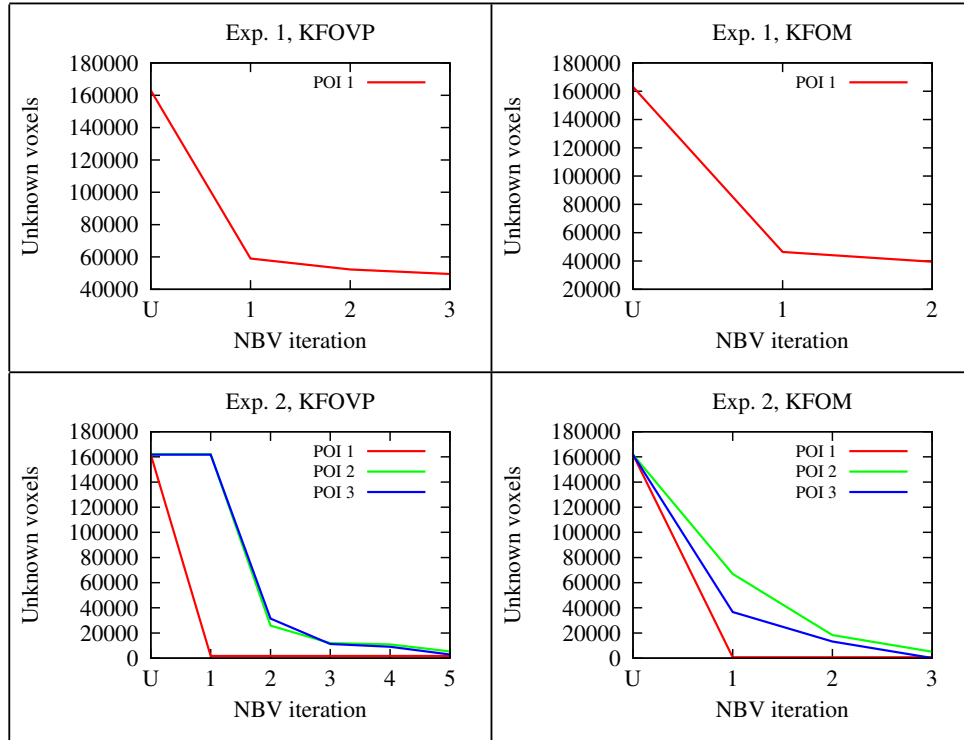 Exp. 1, KFOVP
180000
160000
140000
120000
100000
80000
60000
40000
Unknown voxels
POI 1
U 1 2 3
NBV iteration
Exp. 1, KFOM
180000
160000
140000
120000
100000
80000
60000
40000
20000
Unknown voxels
POI 1
U 1 2
NBV iteration
Exp. 2, KFOVP
180000
160000
140000
120000
100000
80000
60000
40000
20000
0
Unknown voxels
POI 1
POI 2
POI 3
U 1 2 3 4 5
NBV iteration
Exp. 2, KFOM
180000
160000
140000
120000
100000
80000
60000
40000
20000
0
Unknown voxels
POI 1
POI 2
POI 3
U 1 2 3
NBV iteration